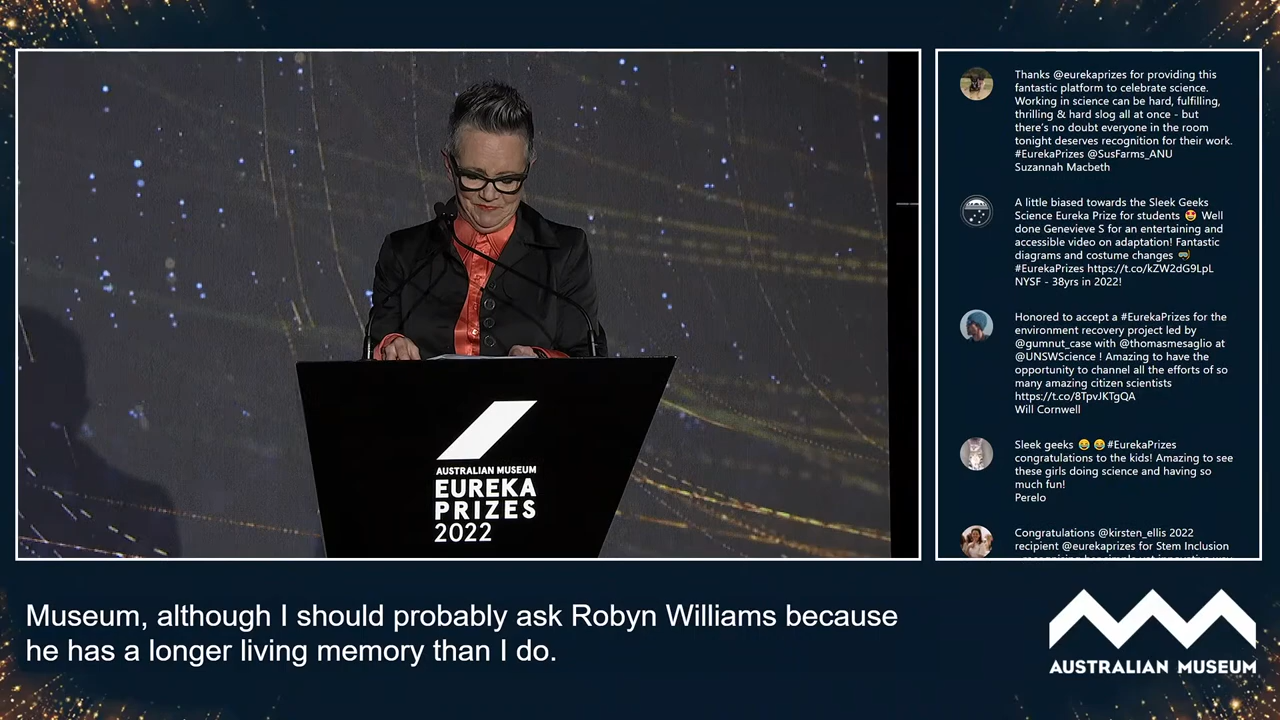 AUSTRALIAN MUSEUM
EUREKA
PRIZES
2022
Thanks @eurekaprizes for providing this
fantastic platform to celebrate science.
Working in science can be hard, fulfilling,
thrilling & hard slog all at once - but
there's no doubt everyone in the room
tonight deserves recognition for their work.
#EurekaPrizes @SusFarms_ANU
Suzannah Macbeth
A little biased towards the Sleek Geeks
Science Eureka Prize for students 🤩 Well
done Genevieve S for an entertaining and
accessible video on adaptation! Fantastic
diagrams and costume changes 🤿
#EurekaPrizes https://t.co/kZW2dG9LpL
NYSF - 38yrs in 2022!
Honored to accept a #EurekaPrizes for the
environment recovery project led by
@gumnut_case with @thomasmesaglio at
@UNSWScience ! Amazing to have the
opportunity to channel all the efforts of so
many amazing citizen scientists
https://t.co/8TpvJKTgQA
Will Cornwell
Sleek geeks 😂 😂#EurekaPrizes
congratulations to the kids! Amazing to see
these girls doing science and having so
much fun!
Perelo
Congratulations @kirsten_ellis 2022
recipient @eurekaprizes for Stem Inclusion
Museum, although I should probably ask Robyn Williams because
he has a longer living memory than I do.
AUSTRALIAN MUSEUM